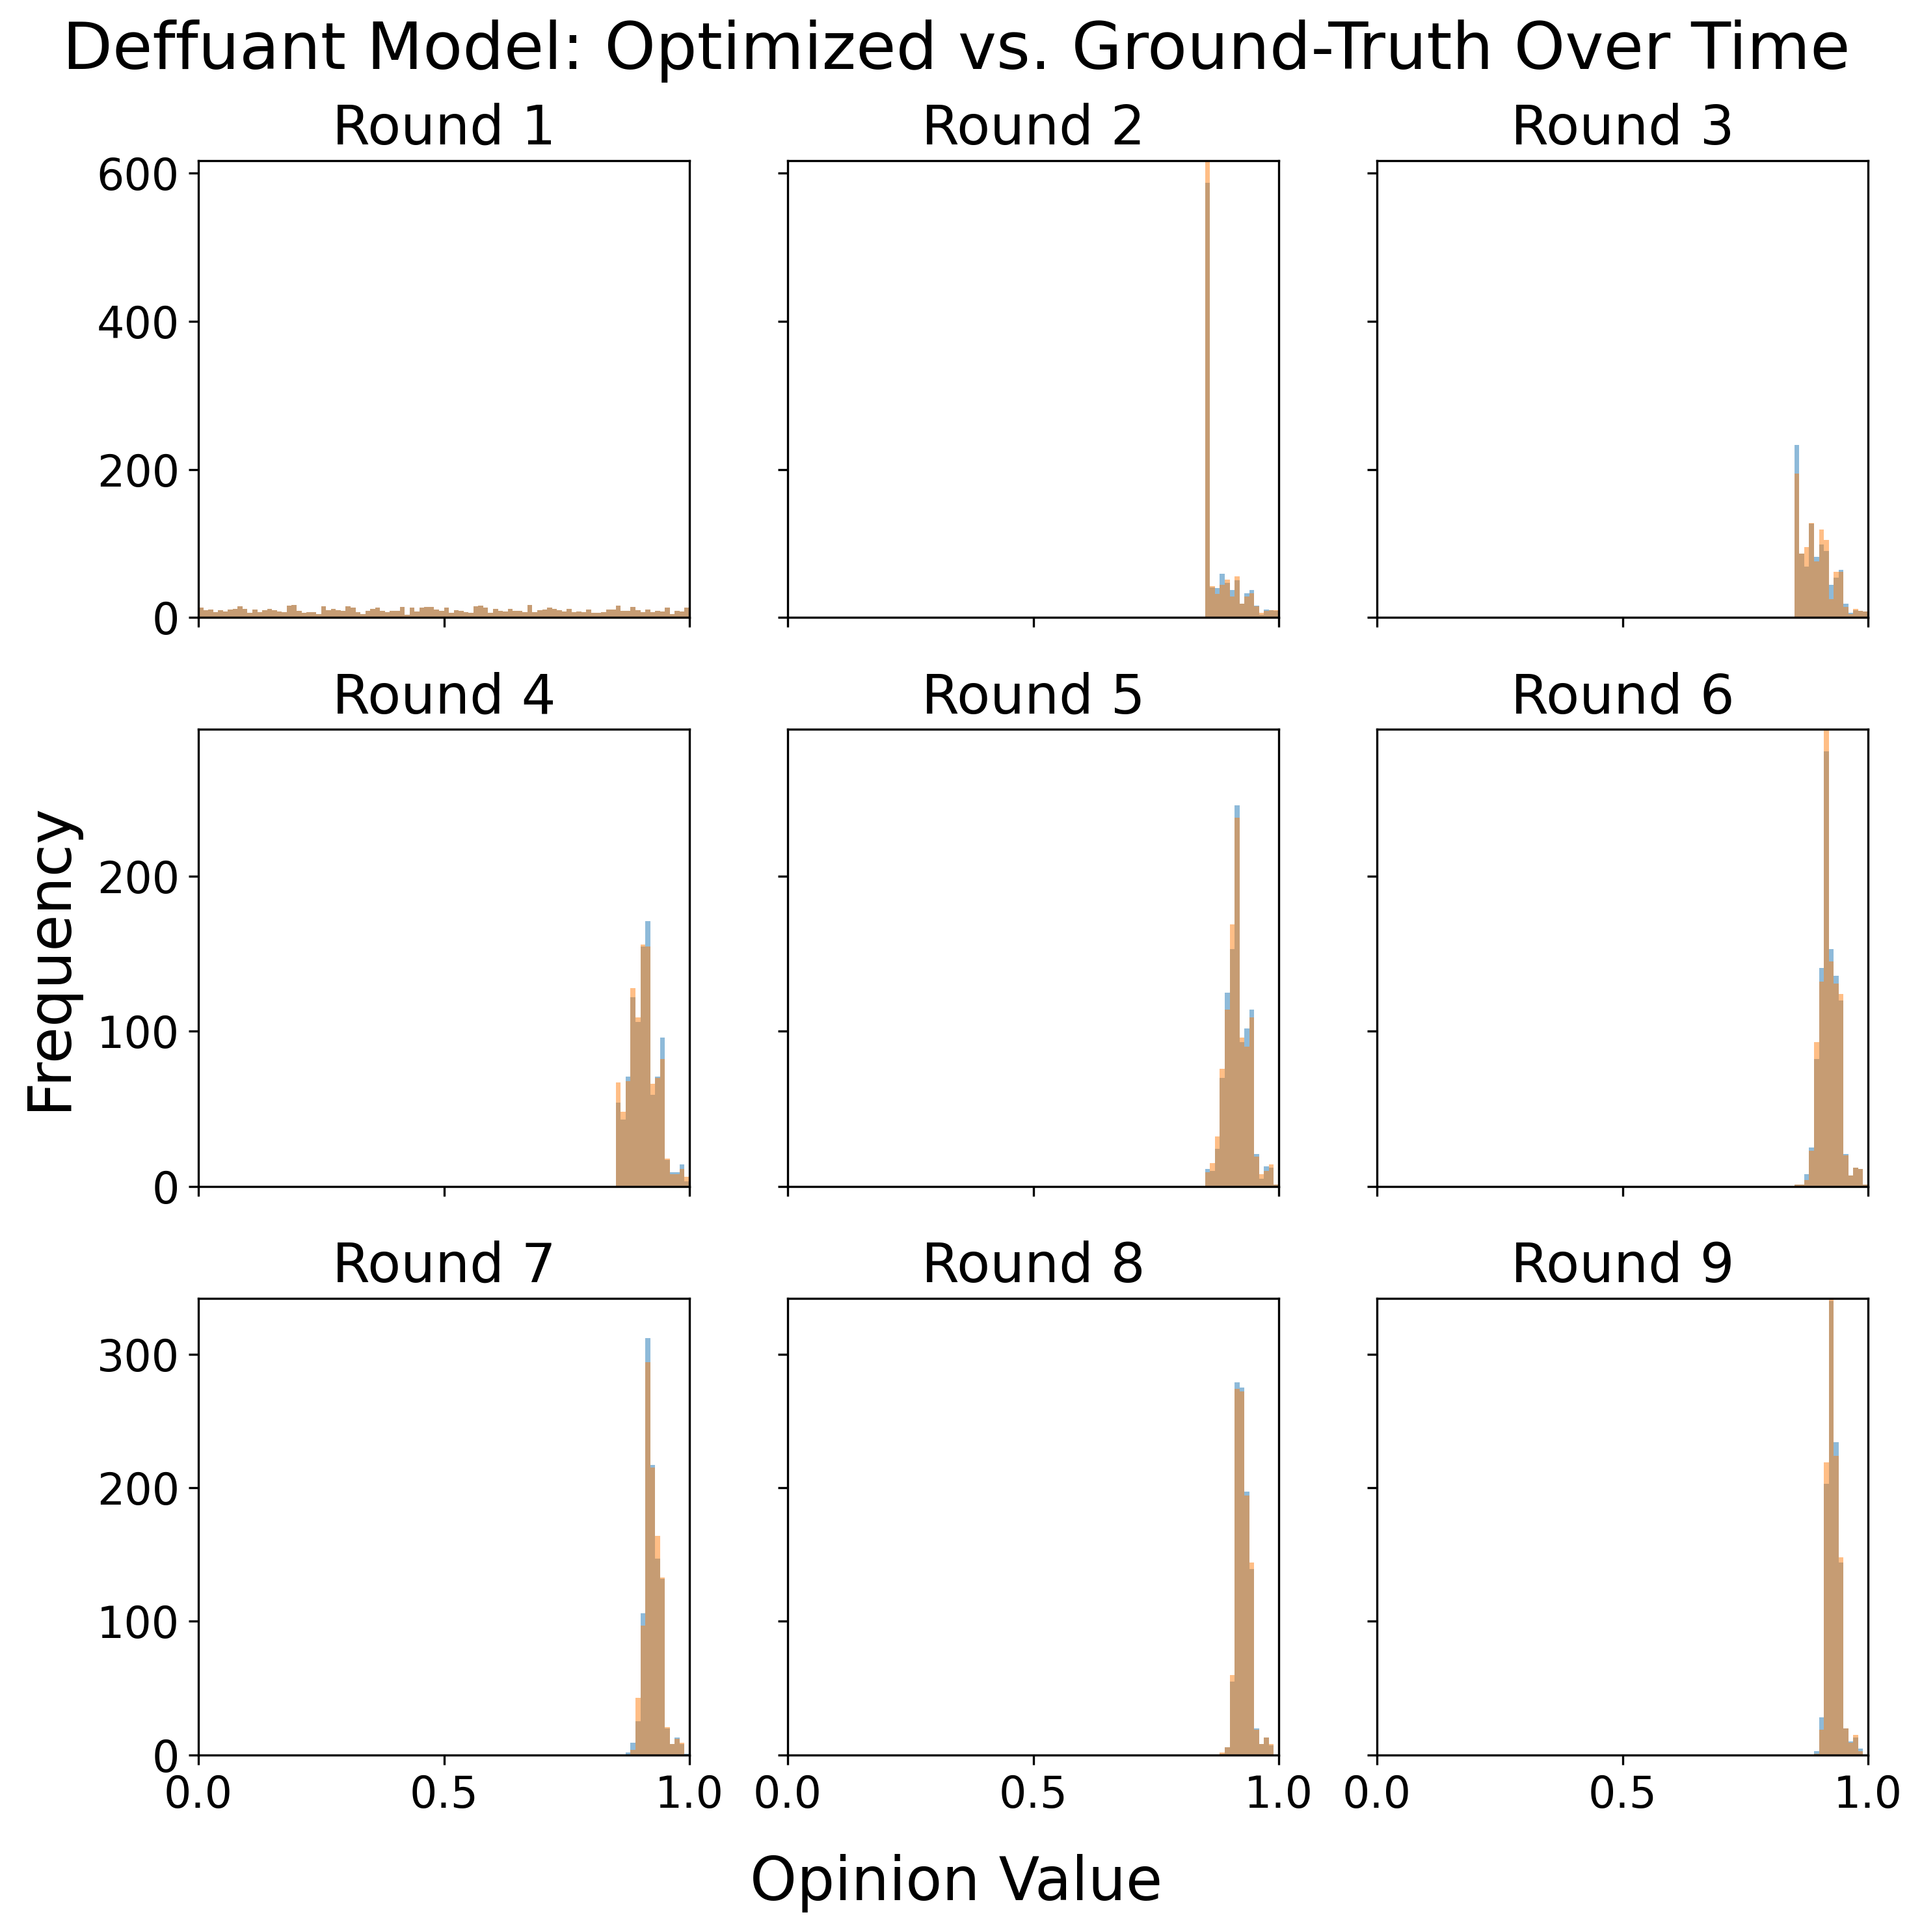 Deffuant Model: Optimized vs. Ground-Truth Over Time
Round 1
Round 2
Round 3
600
400
200
0
Round 4
Round 5
Round 6
Frequency
200
100
0
Round 7
Round 8
Round 9
300
200
100
0
0.0 0.5 1.0 0.0 0.5 1.0 0.0 0.5 1.0
Opinion Value